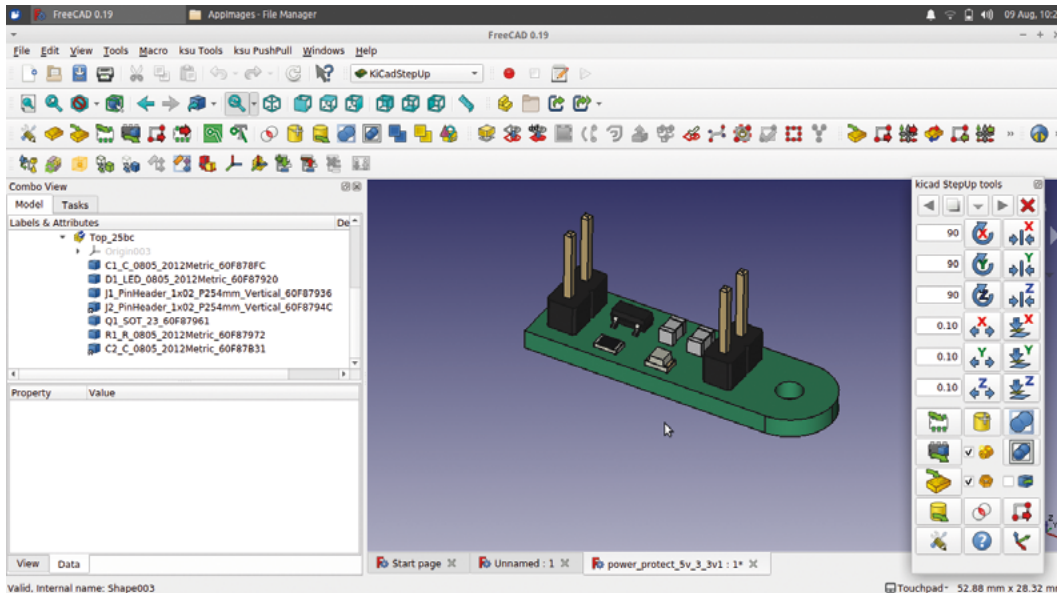 FreeCAD 0.19
AppImages - File Manager
09 Aug, 10:2
FreeCAD 0.19
File Edit View Tools Macro ksu Tools ksu PushPull Windows Help
KiCadStepUp
Combo View
kicad StepUp tools
Model Tasks
Labels & Attributes De
Top_25bc
Origin003
C1_C_0805_2012Metric_60F878FC
D1_LED_0805_2012Metric_60F87920
J1_PinHeader_1x02_P254mm_Vertical_60F87936
J2_PinHeader_1x02_P254mm_Vertical_60F8794C
Q1_SOT_23_60F87961
R1_R_0805_2012Metric_60F87972
C2_C_0805_2012Metric_60F87B31
Property Value
90 X X
90 Y Y
90 Z Z
0.10 X X
0.10 Y Y
0.10 Z Z
View Data
Start page
Unnamed : 1
power_protect_5v_3_3v1 : 1*
Valid, Internal name: Shape003
Touchpad 52.88 mm x 28.32 mm